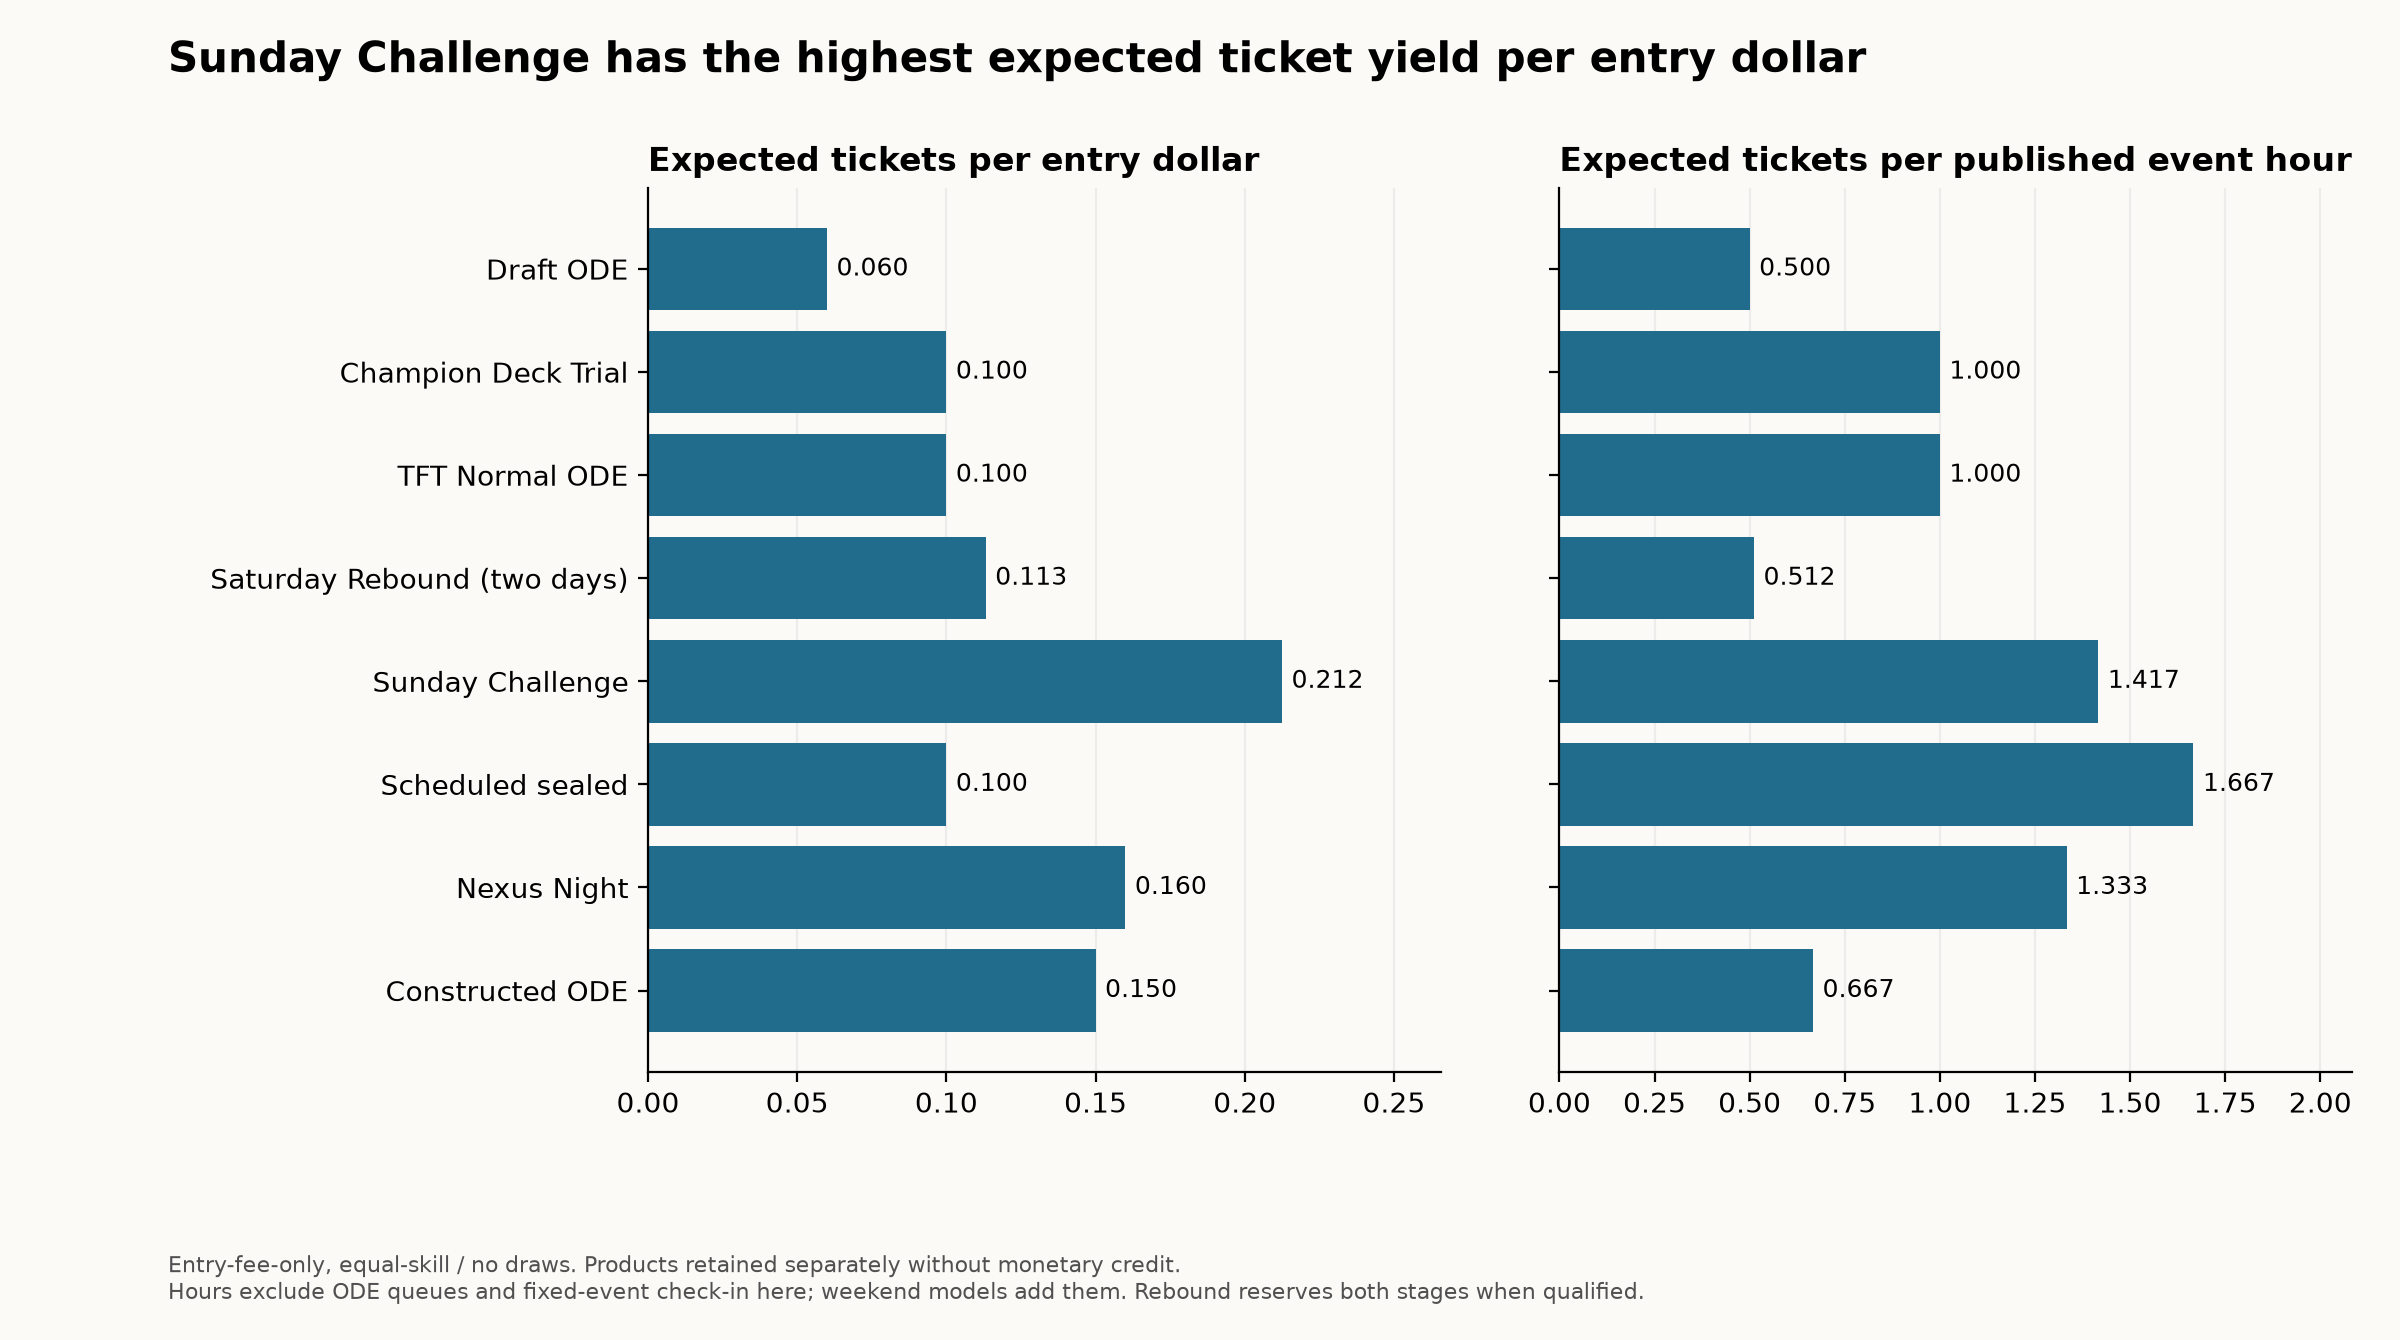 Sunday Challenge has the highest expected ticket yield per entry dollar
Expected tickets per entry dollar
Draft ODE 0.060
Champion Deck Trial 0.100
TFT Normal ODE 0.100
Saturday Rebound (two days) 0.113
Sunday Challenge 0.212
Scheduled sealed 0.100
Nexus Night 0.160
Constructed ODE 0.150
0.00 0.05 0.10 0.15 0.20 0.25
Expected tickets per published event hour
0.500
1.000
1.000
0.512
1.417
1.667
1.333
0.667
0.00 0.25 0.50 0.75 1.00 1.25 1.50 1.75 2.00
Entry-fee-only, equal-skill / no draws. Products retained separately without monetary credit.
Hours exclude ODE queues and fixed-event check-in here; weekend models add them. Rebound reserves both stages when qualified.